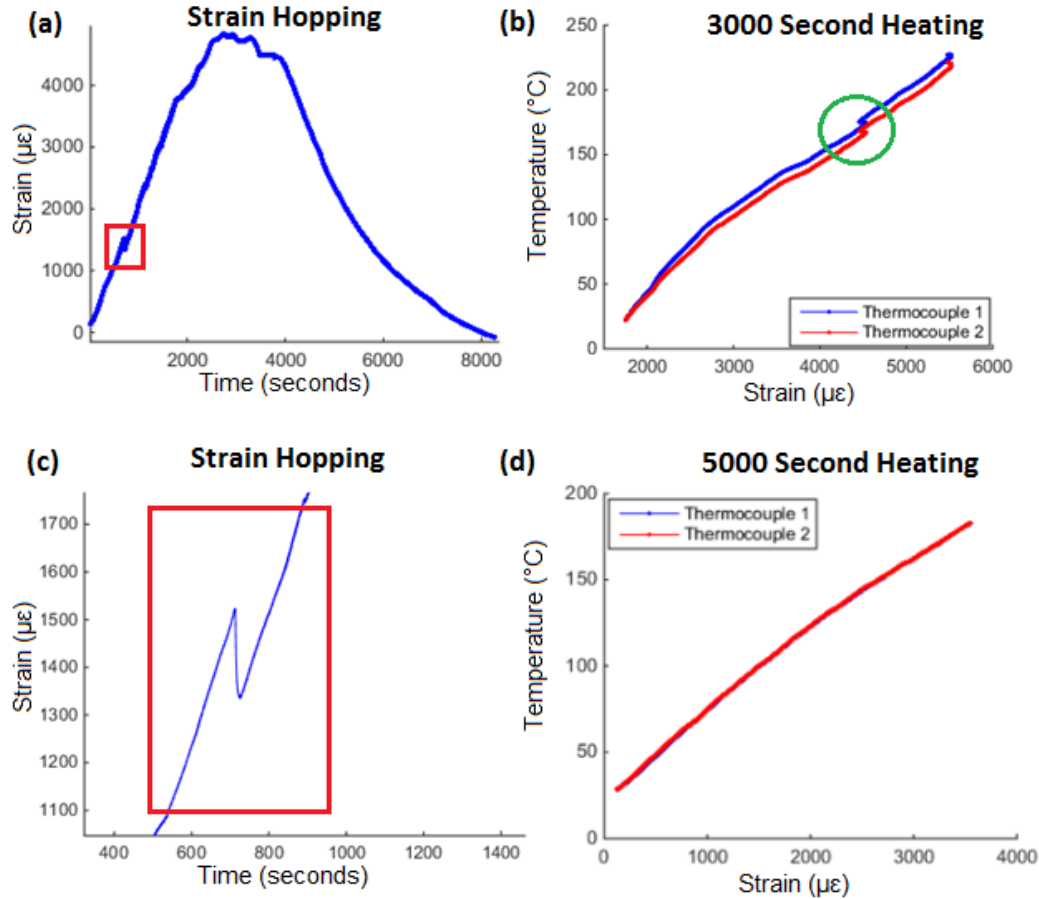 (a) Strain Hopping
Strain (µε)
4000
3000
2000
1000
0
2000 4000 6000 8000
Time (seconds)
(b) 3000 Second Heating
Temperature (°C)
250
200
150
100
50
0
Thermocouple 1
Thermocouple 2
2000 3000 4000 5000 6000
Strain (µε)
(c) Strain Hopping
Strain (µε)
1700
1600
1500
1400
1300
1200
1100
400 600 800 1000 1200 1400
Time (seconds)
(d) 5000 Second Heating
Temperature (°C)
200
150
100
50
0
Thermocouple 1
Thermocouple 2
0 1000 2000 3000 4000
Strain (µε)